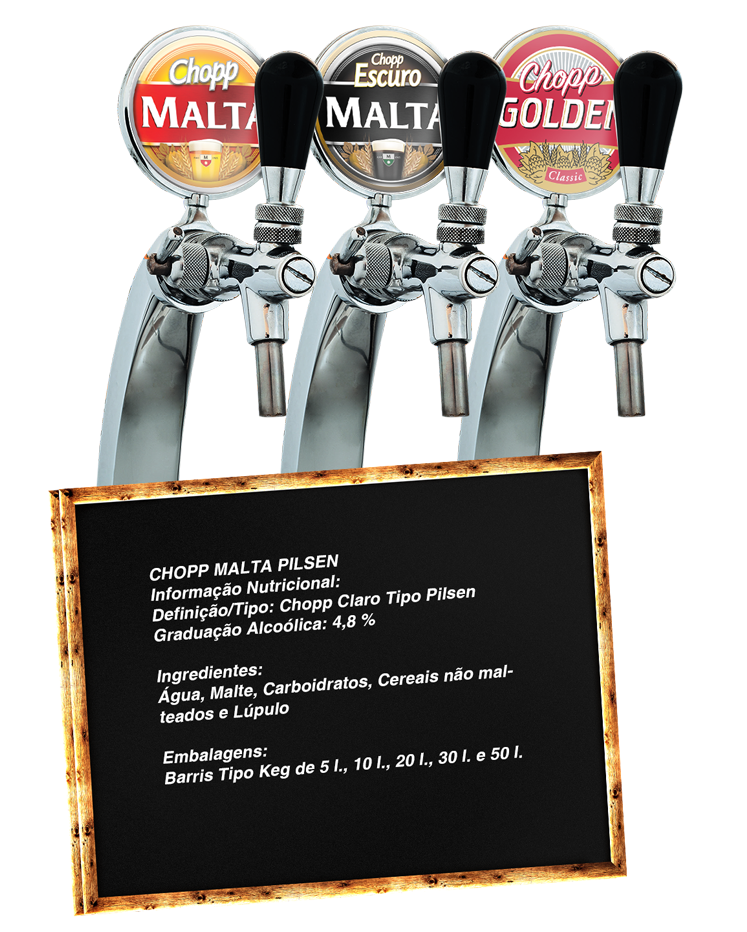 Chopp
MALTA
Chopp
Escuro
MALTA
Chopp
GOLDEN
Classic
CHOPP MALTA PILSEN
Informação Nutricional:
Definição/Tipo: Chopp Claro Tipo Pilsen
Graduação Alcoólica: 4,8 %
Ingredientes:
Água, Malte, Carboidratos, Cereais não mal-
teados e Lúpulo
Embalagens:
Barris Tipo Keg de 5 l., 10 l., 20 l., 30 l. e 50 l.